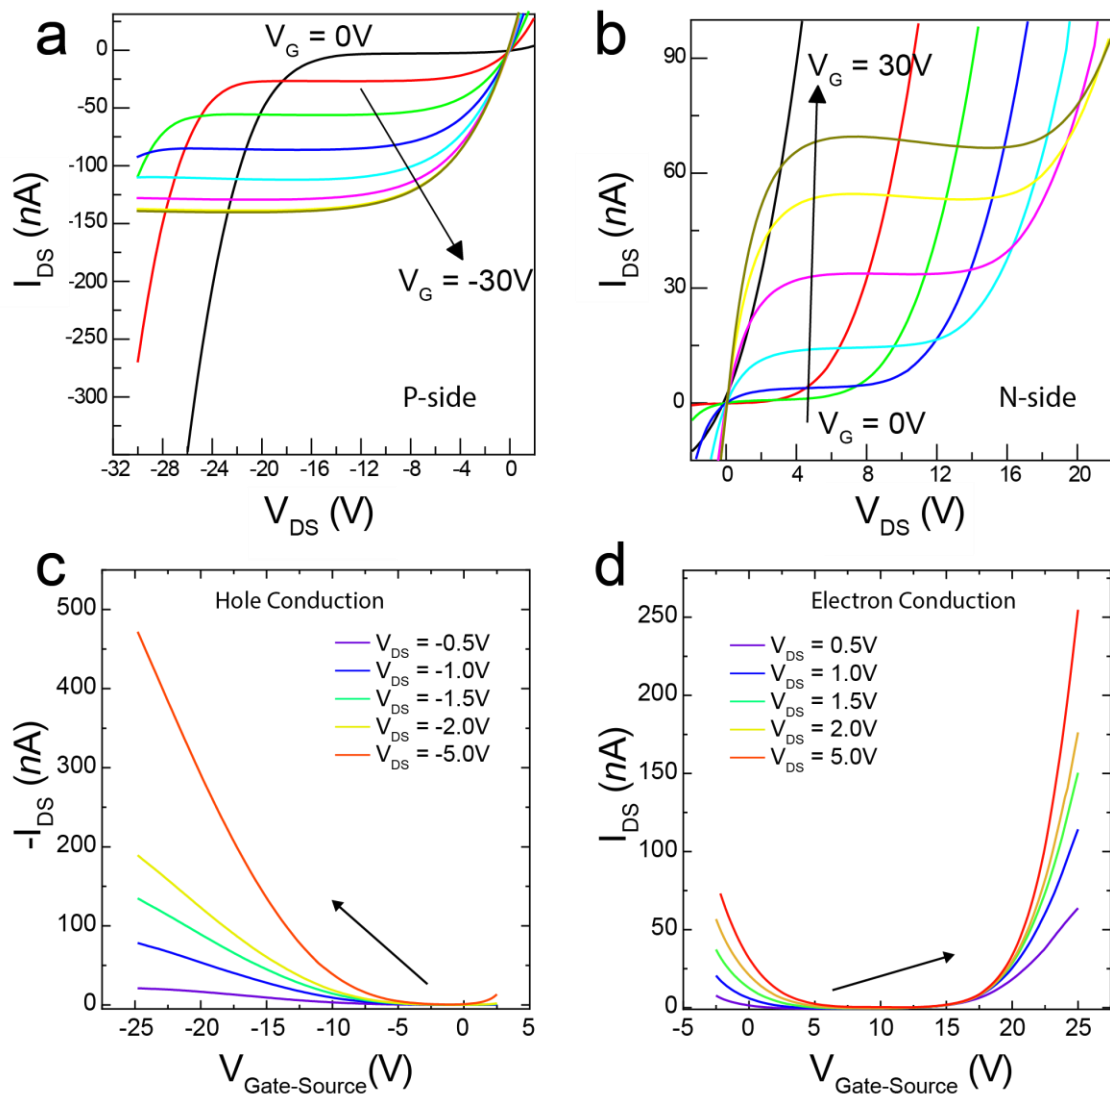 a
V_G = 0V
V_G = -30V
P-side
0
-50
-100
-150
-200
-250
-300
-32 -28 -24 -20 -16 -12 -8 -4 0
I_DS (nA)
V_DS (V)
b
V_G = 30V
V_G = 0V
N-side
90
60
30
0
0 4 8 12 16 20
I_DS (nA)
V_DS (V)
c
Hole Conduction
V_DS = -0.5V
V_DS = -1.0V
V_DS = -1.5V
V_DS = -2.0V
V_DS = -5.0V
500
400
300
200
100
0
-25 -20 -15 -10 -5 0 5
-I_DS (nA)
V_Gate-Source (V)
d
Electron Conduction
V_DS = 0.5V
V_DS = 1.0V
V_DS = 1.5V
V_DS = 2.0V
V_DS = 5.0V
250
200
150
100
50
0
-5 0 5 10 15 20 25
I_DS (nA)
V_Gate-Source (V)